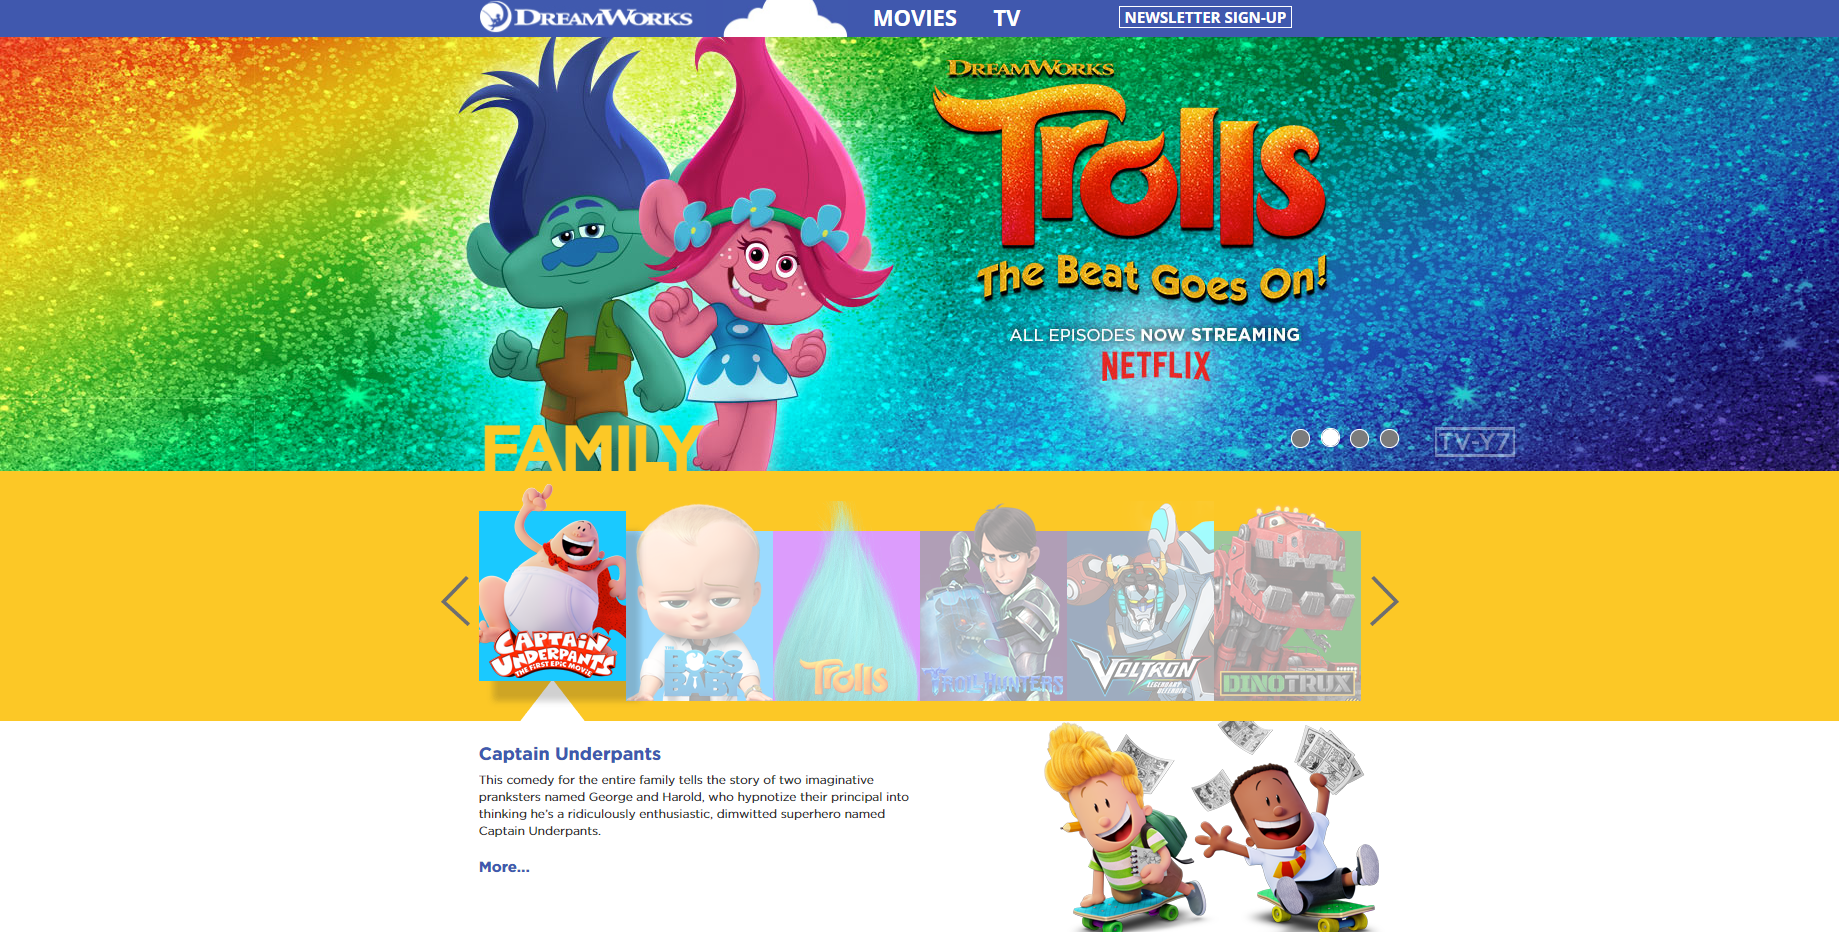 DREAMWORKS
MOVIES
TV
NEWSLETTER SIGN-UP
DREAMWORKS
Trolls
The Beat Goes On!
ALL EPISODES NOW STREAMING
NETFLIX
TV-Y7
FAMILY
CAPTAIN
UNDERPANTS
THE FIRST EPIC MOVIE
THE
BOSS
BABY
Trolls
TROLLHUNTERS
VOLTRON
LEGENDARY
DEFENDER
DINOTRUX
Captain Underpants
This comedy for the entire family tells the story of two imaginative
pranksters named George and Harold, who hypnotize their principal into
thinking he's a ridiculously enthusiastic, dimwitted superhero named
Captain Underpants.
More...